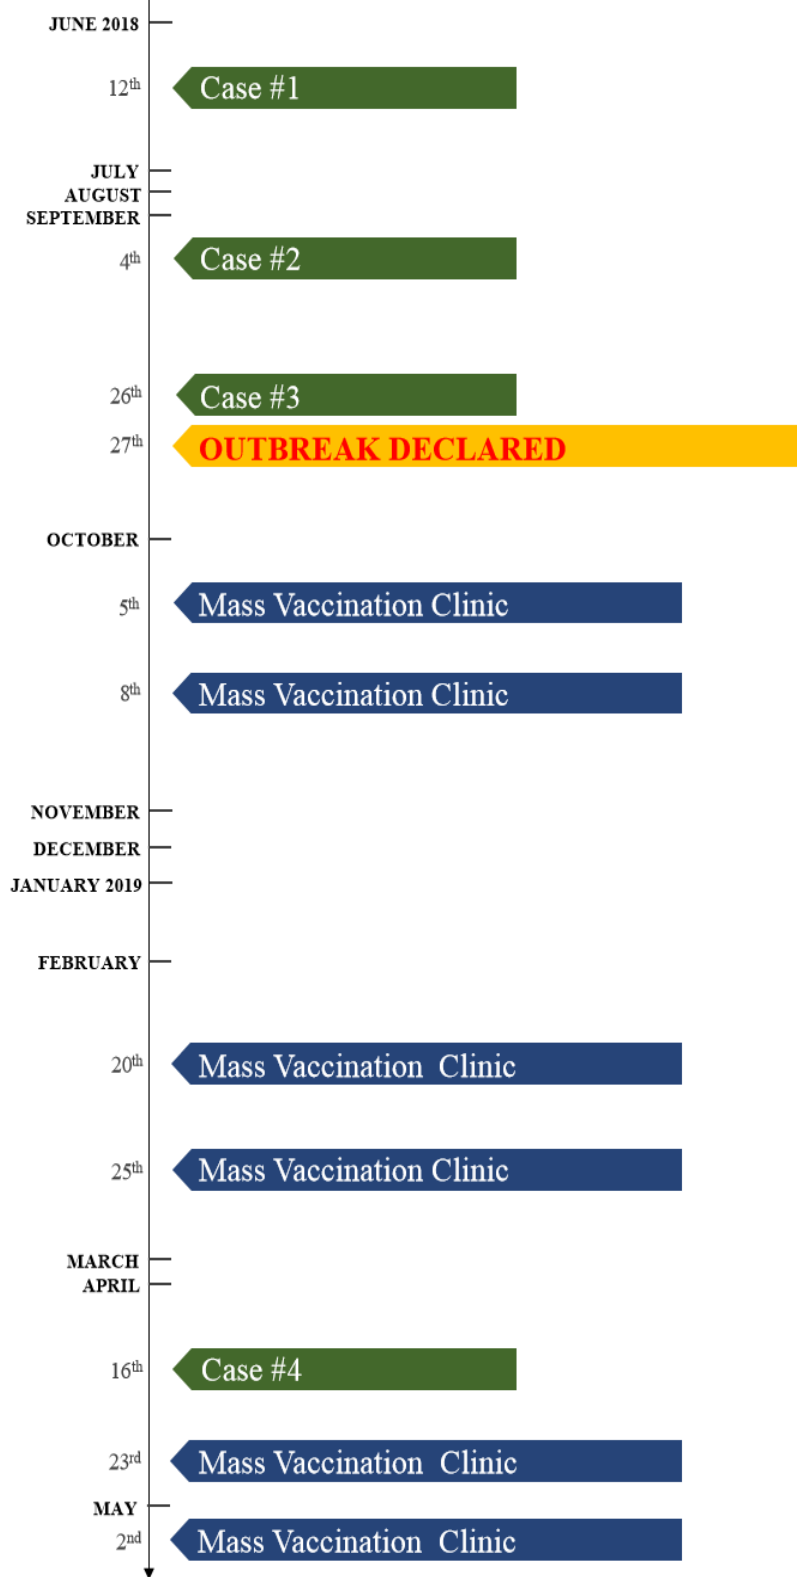 JUNE 2018
12th Case #1
JULY
AUGUST
SEPTEMBER
4th Case #2
26th Case #3
27th OUTBREAK DECLARED
OCTOBER
5th Mass Vaccination Clinic
8th Mass Vaccination Clinic
NOVEMBER
DECEMBER
JANUARY 2019
FEBRUARY
20th Mass Vaccination Clinic
25th Mass Vaccination Clinic
MARCH
APRIL
16th Case #4
23rd Mass Vaccination Clinic
MAY
2nd Mass Vaccination Clinic